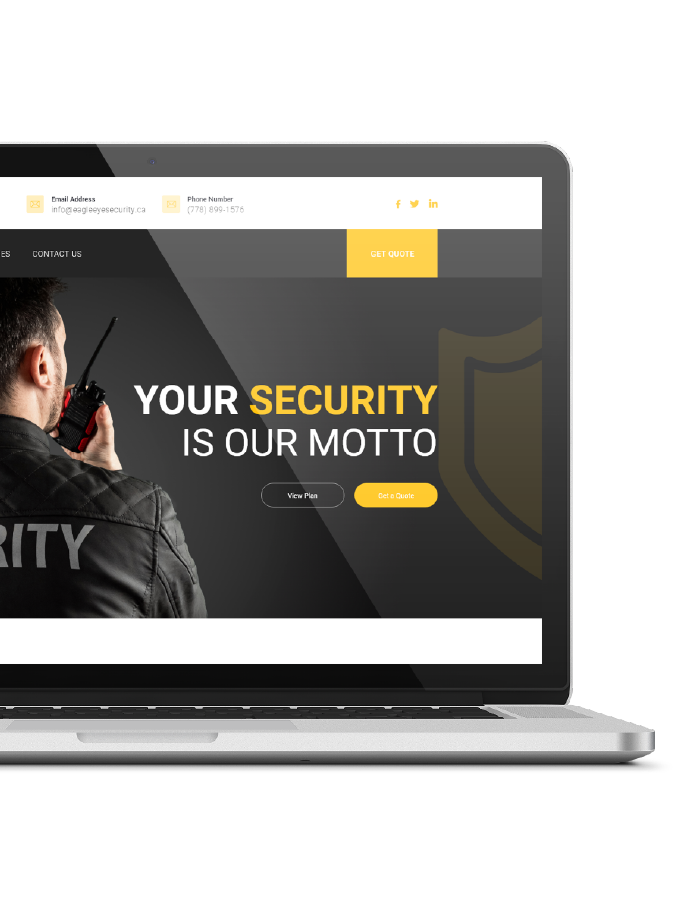 Email Address
info@eagleeyesecurity.ca
Phone Number
(778) 899-1576
ES
CONTACT US
GET QUOTE
YOUR SECURITY
IS OUR MOTTO
View Plan
Get a Quote
RITY